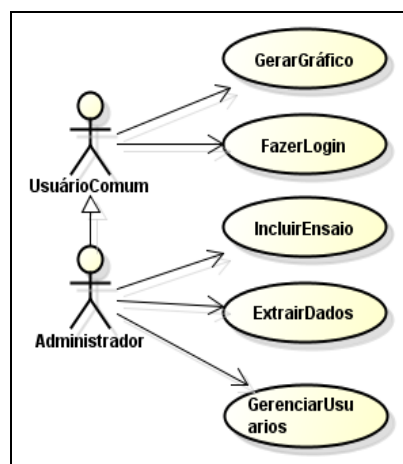 GerarGráfico
FazerLogin
UsuárioComum
IncluirEnsaio
ExtrairDados
Administrador
GerenciarUsu
arios